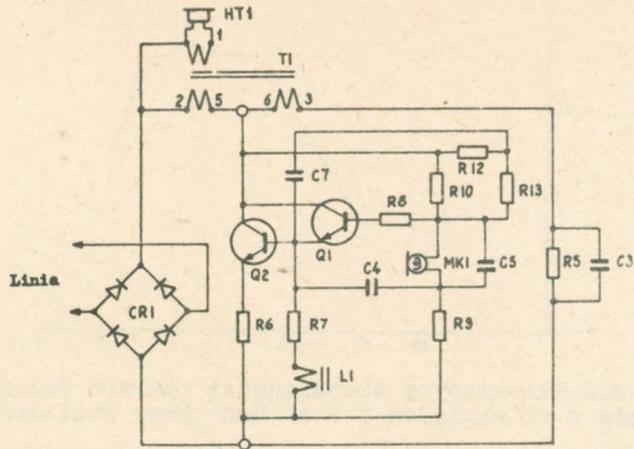 HT1
1
T1
2 5 6 3
R12
C7
R10 R13
R8
Q1
Q2
C4 MK1 C5 R5 C3
Linia
CR1
R6 R7 R9
L1